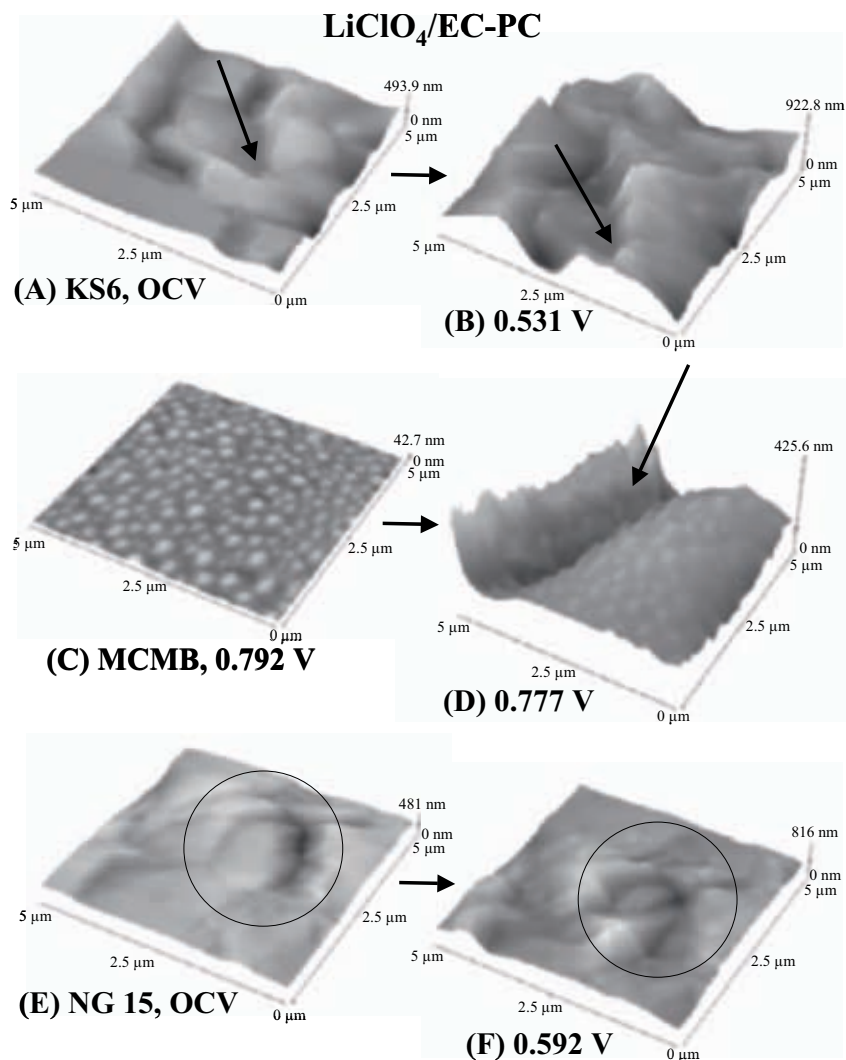 LiClO4/EC-PC
493.9 nm
0 nm
5 µm
5 µm
2.5 µm
2.5 µm
0 µm
(A) KS6, OCV
922.8 nm
0 nm
5 µm
5 µm
2.5 µm
2.5 µm
0 µm
(B) 0.531 V
42.7 nm
0 nm
5 µm
5 µm
2.5 µm
2.5 µm
0 µm
(C) MCMB, 0.792 V
425.6 nm
0 nm
5 µm
5 µm
2.5 µm
2.5 µm
0 µm
(D) 0.777 V
481 nm
0 nm
5 µm
5 µm
2.5 µm
2.5 µm
0 µm
(E) NG 15, OCV
816 nm
0 nm
5 µm
5 µm
2.5 µm
2.5 µm
0 µm
(F) 0.592 V